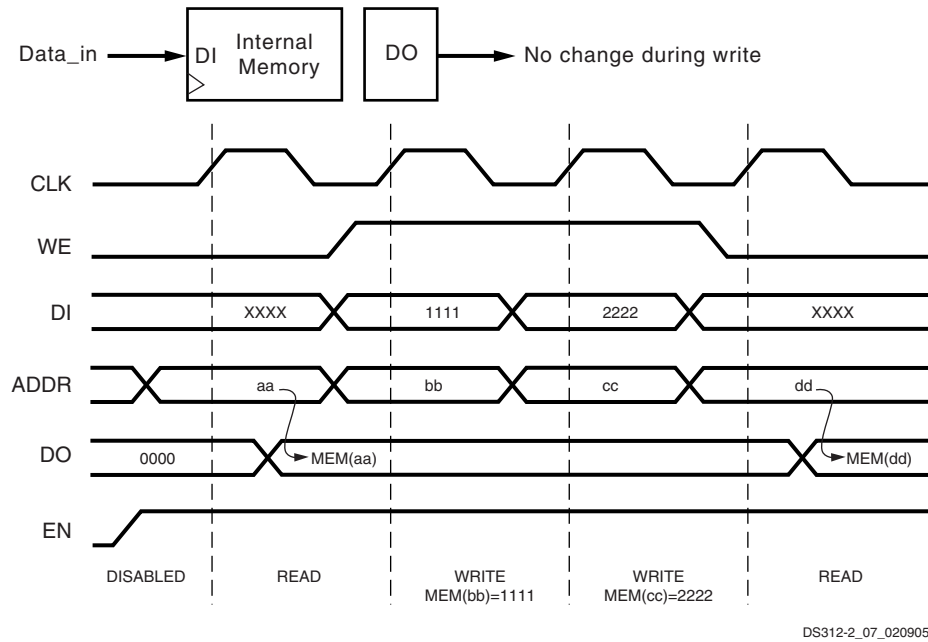 Data_in
DI
Internal
Memory
DO
No change during write
CLK
WE
DI
XXXX
1111
2222
XXXX
ADDR
aa
bb
cc
dd
DO
0000
MEM(aa)
MEM(dd)
EN
DISABLED
READ
WRITE
MEM(bb)=1111
WRITE
MEM(cc)=2222
READ
DS312-2_07_020905